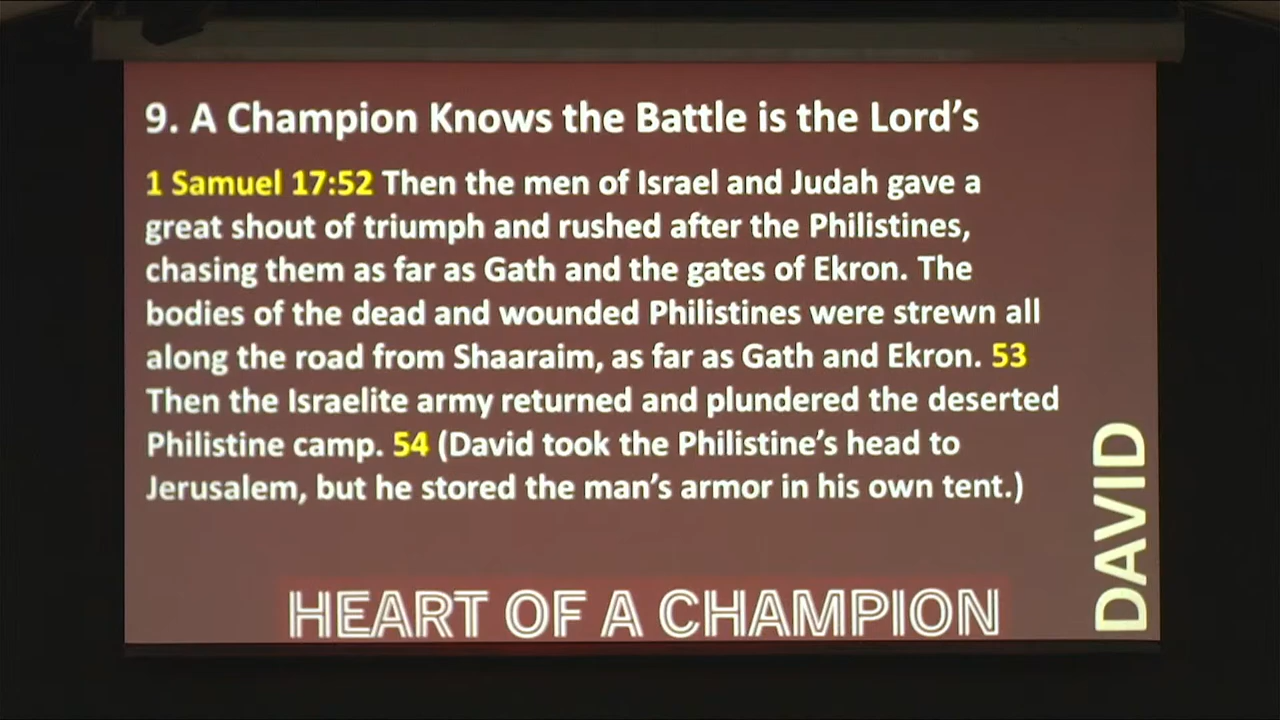 9. A Champion Knows the Battle is the Lord's
1 Samuel 17:52 Then the men of Israel and Judah gave a
great shout of triumph and rushed after the Philistines,
chasing them as far as Gath and the gates of Ekron. The
bodies of the dead and wounded Philistines were strewn all
along the road from Shaaraim, as far as Gath and Ekron. 53
Then the Israelite army returned and plundered the deserted
Philistine camp. 54 (David took the Philistine's head to
Jerusalem, but he stored the man's armor in his own tent.)
DAVID
HEART OF A CHAMPION